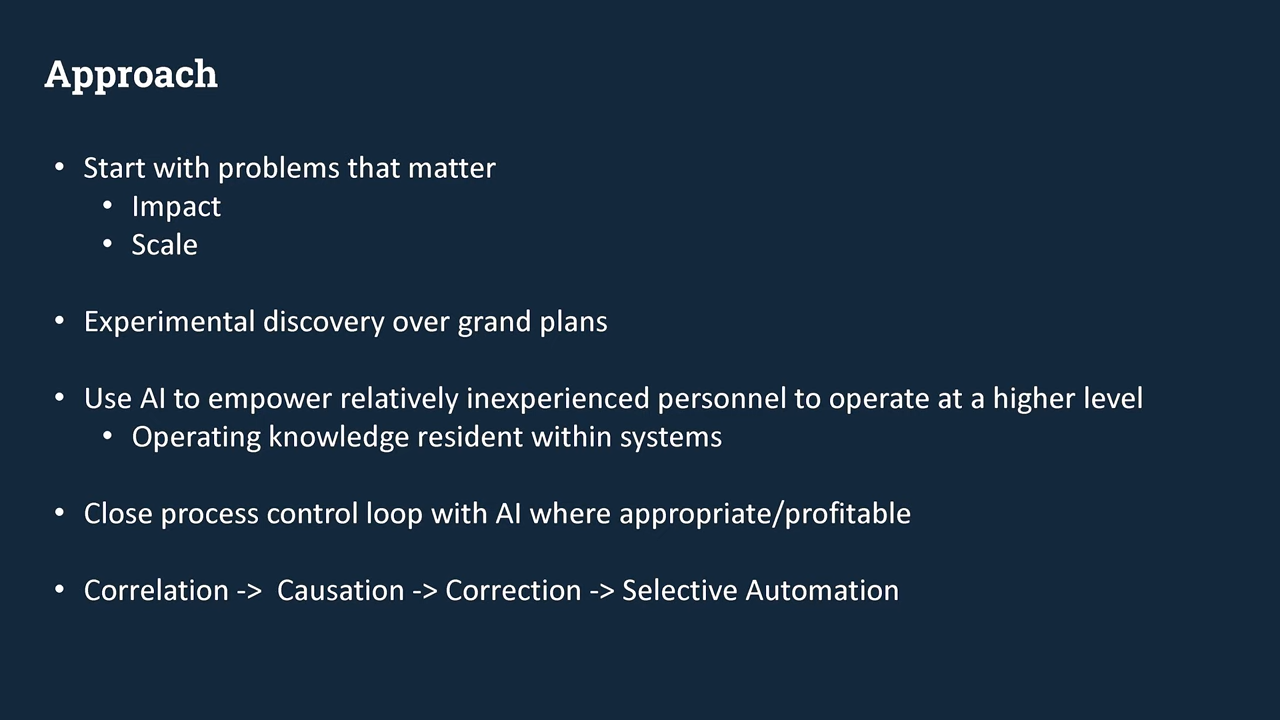 Approach
• Start with problems that matter
• Impact
• Scale
• Experimental discovery over grand plans
• Use AI to empower relatively inexperienced personnel to operate at a higher level
• Operating knowledge resident within systems
• Close process control loop with AI where appropriate/profitable
• Correlation ->  Causation -> Correction -> Selective Automation